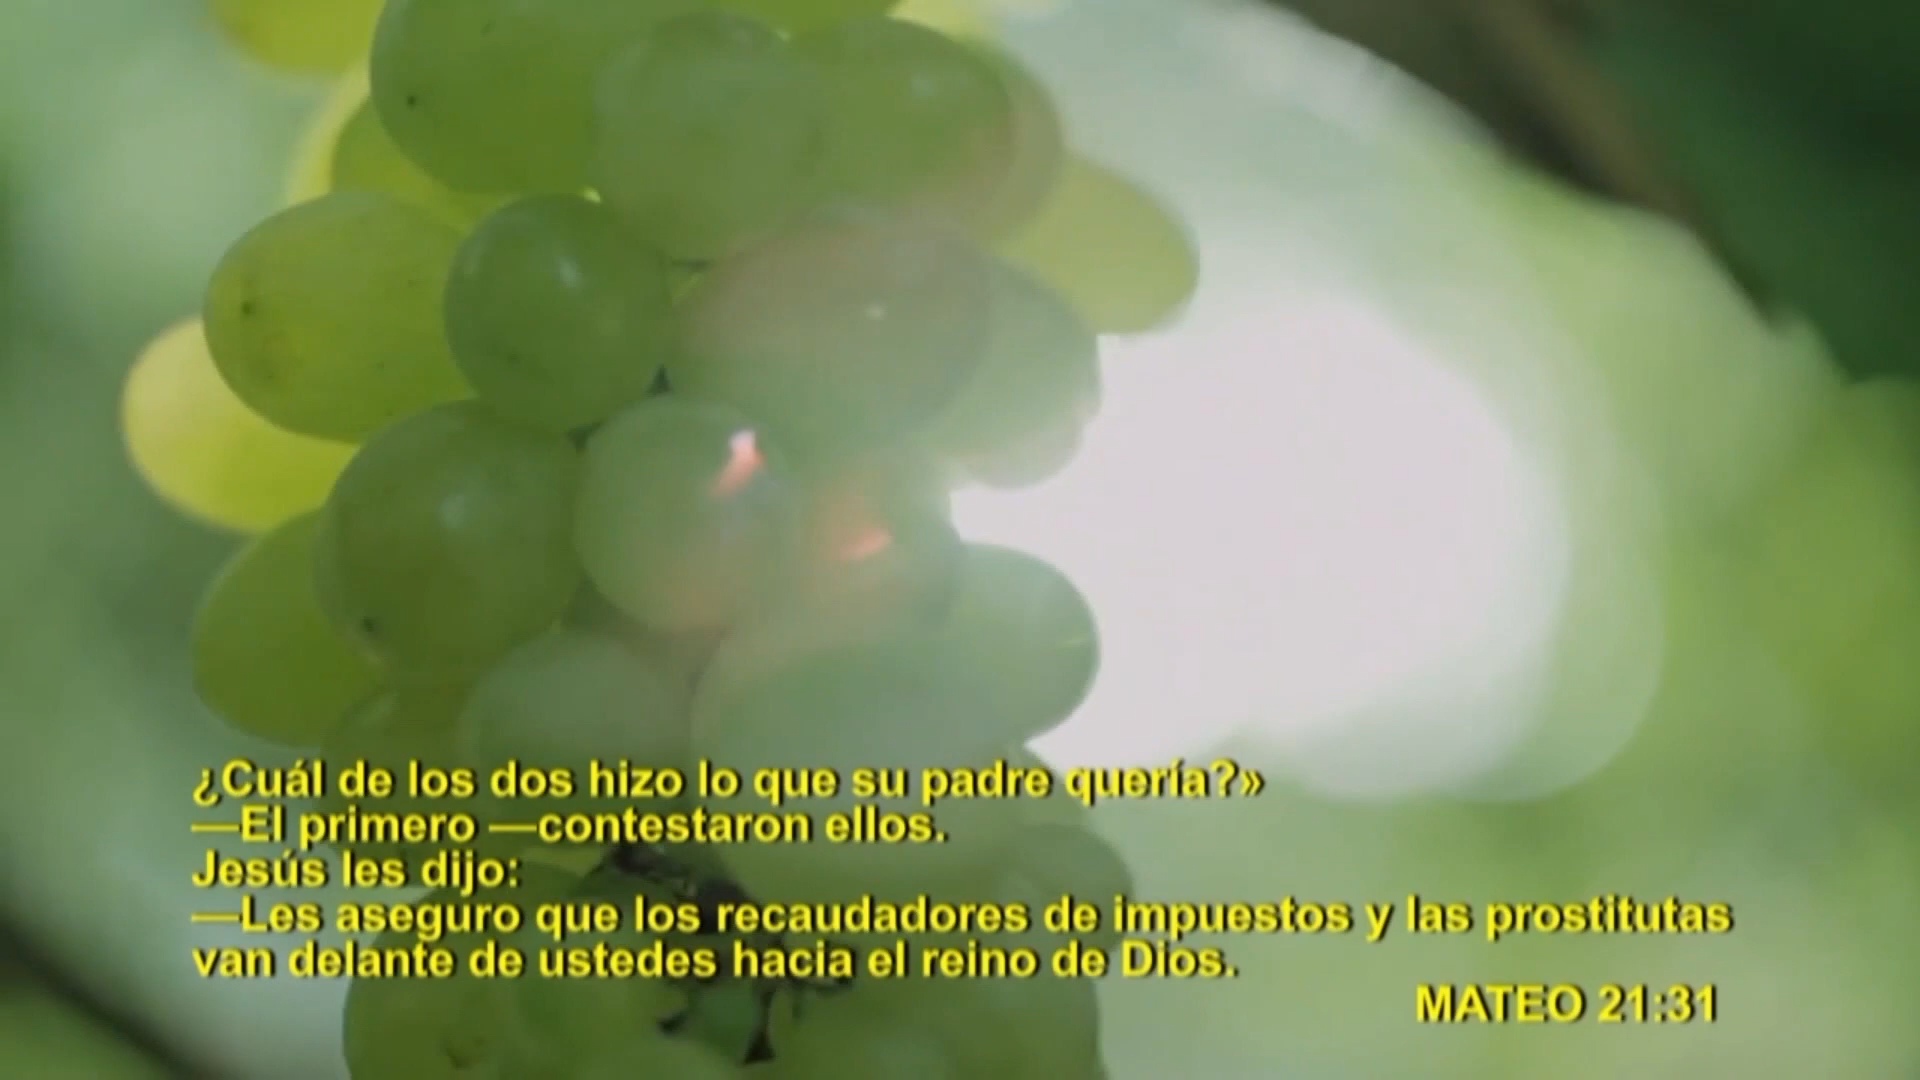 ¿Cuál de los dos hizo lo que su padre quería?»
—El primero —contestaron ellos.
Jesús les dijo:
—Les aseguro que los recaudadores de impuestos y las prostitutas
van delante de ustedes hacia el reino de Dios.
MATEO 21:31